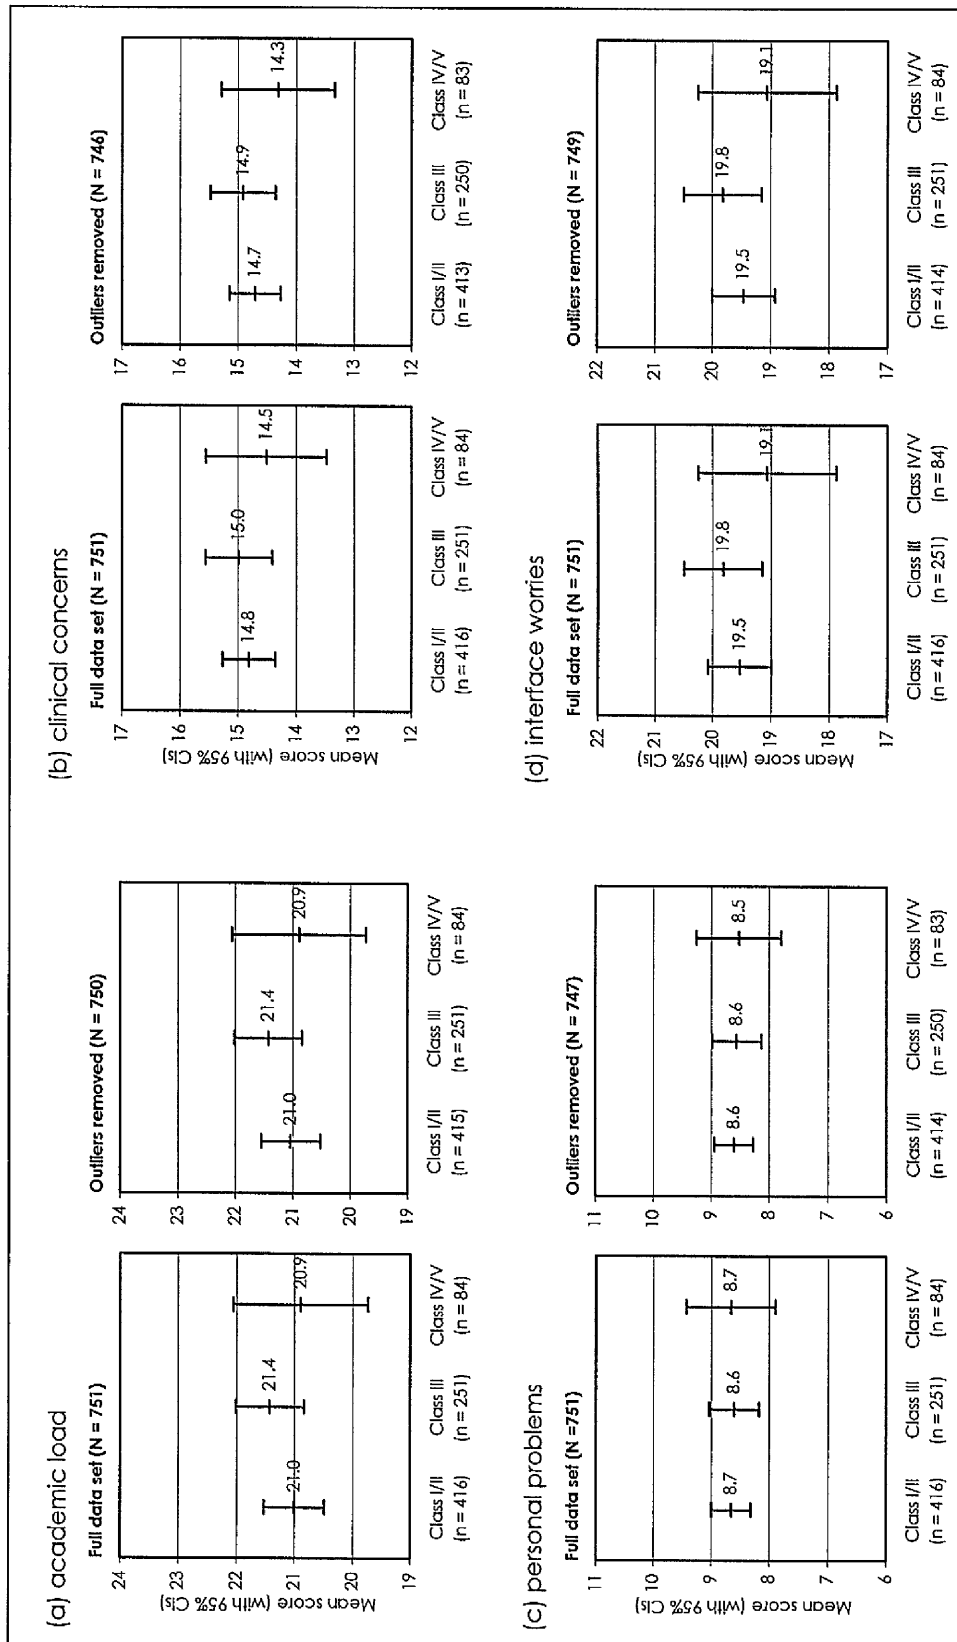 (a) academic load
Full data set (N = 751)
Mean score (with 95% CIs)
24
23
22
21
20
19
21.0
21.4
20.9
Class I/II
(n = 416)
Class III
(n = 251)
Class IV/V
(n = 84)
Outliers removed (N = 750)
24
23
22
21
20
19
21.0
21.4
20.9
Class I/II
(n = 415)
Class III
(n = 251)
Class IV/V
(n = 84)
(b) clinical concerns
Full data set (N = 751)
Mean score (with 95% CIs)
17
16
15
14
13
12
14.8
15.0
14.5
Class I/II
(n = 416)
Class III
(n = 251)
Class IV/V
(n = 84)
Outliers removed (N = 746)
17
16
15
14
13
12
14.7
14.9
14.3
Class I/II
(n = 413)
Class III
(n = 250)
Class IV/V
(n = 83)
(c) personal problems
Full data set (N =751)
Mean score (with 95% CIs)
11
10
9
8
7
6
8.7
8.6
8.7
Class I/II
(n = 416)
Class III
(n = 251)
Class IV/V
(n = 84)
Outliers removed (N = 747)
11
10
9
8
7
6
8.6
8.6
8.5
Class I/II
(n = 414)
Class III
(n = 250)
Class IV/V
(n = 83)
(d) interface worries
Full data set (N = 751)
Mean score (with 95% CIs)
22
21
20
19
18
17
19.5
19.8
19.1
Class I/II
(n = 416)
Class III
(n = 251)
Class IV/V
(n = 84)
Outliers removed (N = 749)
22
21
20
19
18
17
19.5
19.8
19.1
Class I/II
(n = 414)
Class III
(n = 251)
Class IV/V
(n = 84)